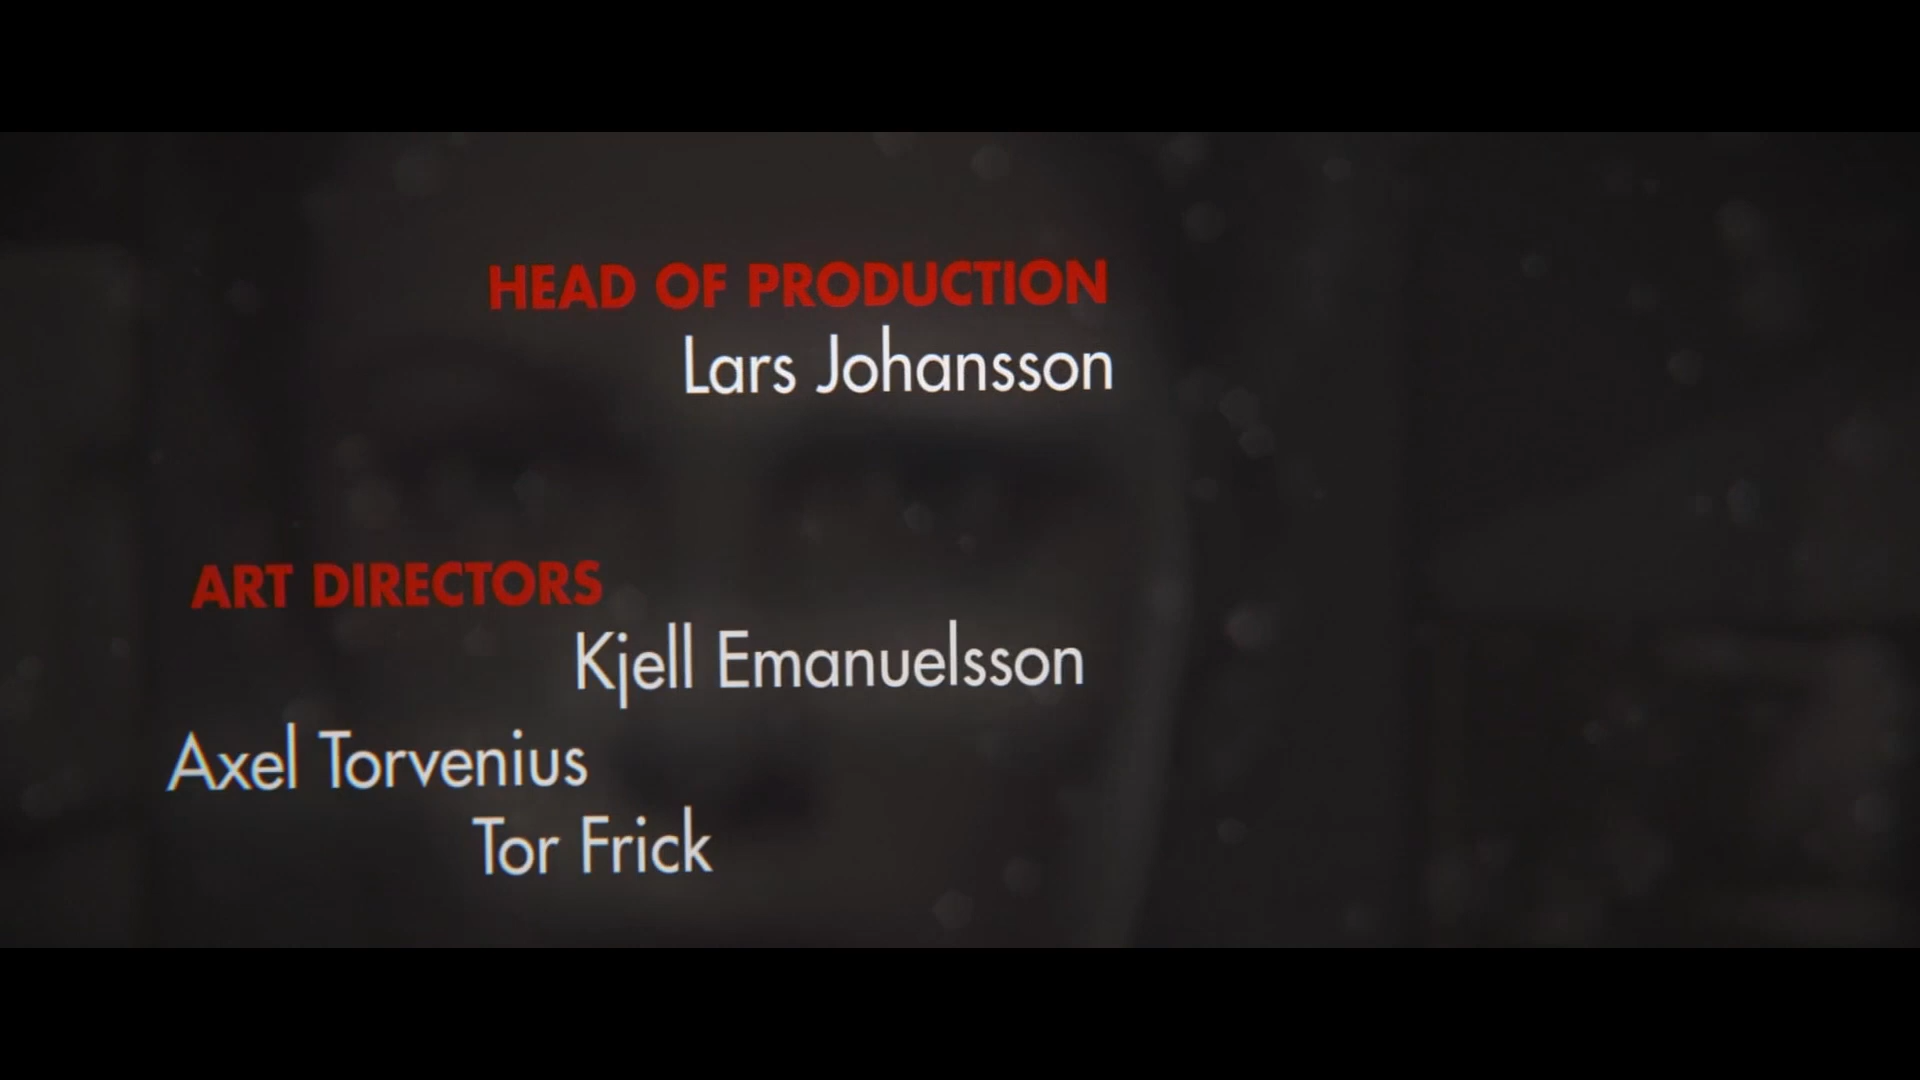 HEAD OF PRODUCTION
Lars Johansson
ART DIRECTORS
Kjell Emanuelsson
Axel Torvenius
Tor Frick